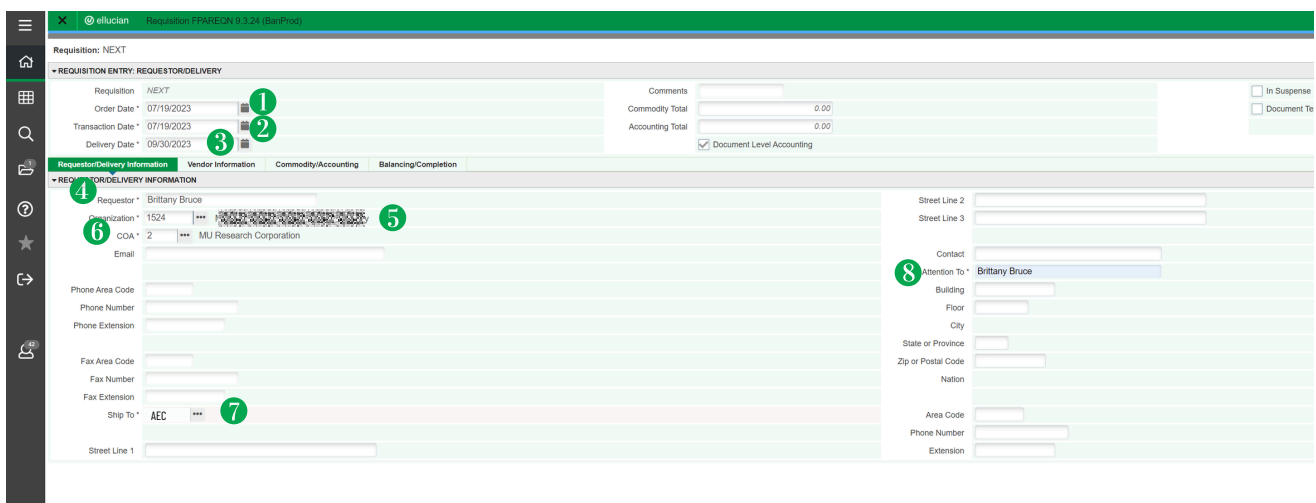 ellucian Requisition FPAREQN 9.3.24 (BanProd)
Requisition: NEXT
REQUISITION ENTRY: REQUESTOR/DELIVERY
Requisition NEXT Comments In Suspense
Order Date * 07/19/2023 1 Commodity Total 0.00 Document Te
Transaction Date * 07/19/2023 2 Accounting Total 0.00
Delivery Date * 09/30/2023 3 Document Level Accounting
Requestor/Delivery Information Vendor Information Commodity/Accounting Balancing/Completion
1
REQUESTOR/DELIVERY INFORMATION
4 Requestor * Brittany Bruce Street Line 2
Organization * 1524 ••• 5 Street Line 3
6 COA * 2 ••• MU Research Corporation
Email Contact
8 Attention To * Brittany Bruce
Phone Area Code Building
Phone Number Floor
Phone Extension City
42
State or Province
Fax Area Code Zip or Postal Code
Fax Number Nation
Fax Extension
Ship To * AEC ••• 7 Area Code
Phone Number
Street Line 1 Extension